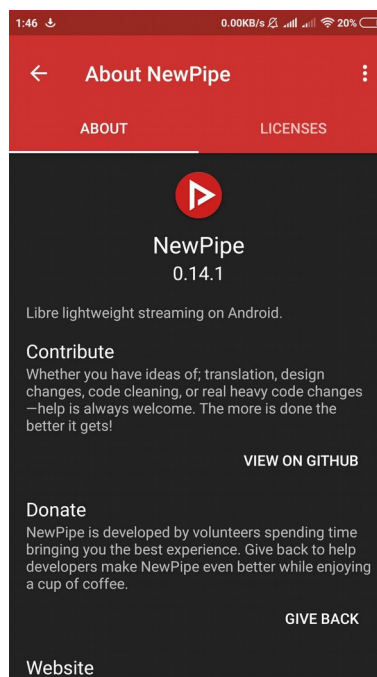 1:46 0.00KB/s 20%
About NewPipe
ABOUT LICENSES
NewPipe
0.14.1
Libre lightweight streaming on Android.
Contribute
Whether you have ideas of; translation, design
changes, code cleaning, or real heavy code changes
—help is always welcome. The more is done the
better it gets!
VIEW ON GITHUB
Donate
NewPipe is developed by volunteers spending time
bringing you the best experience. Give back to help
developers make NewPipe even better while enjoying
a cup of coffee.
GIVE BACK
Website